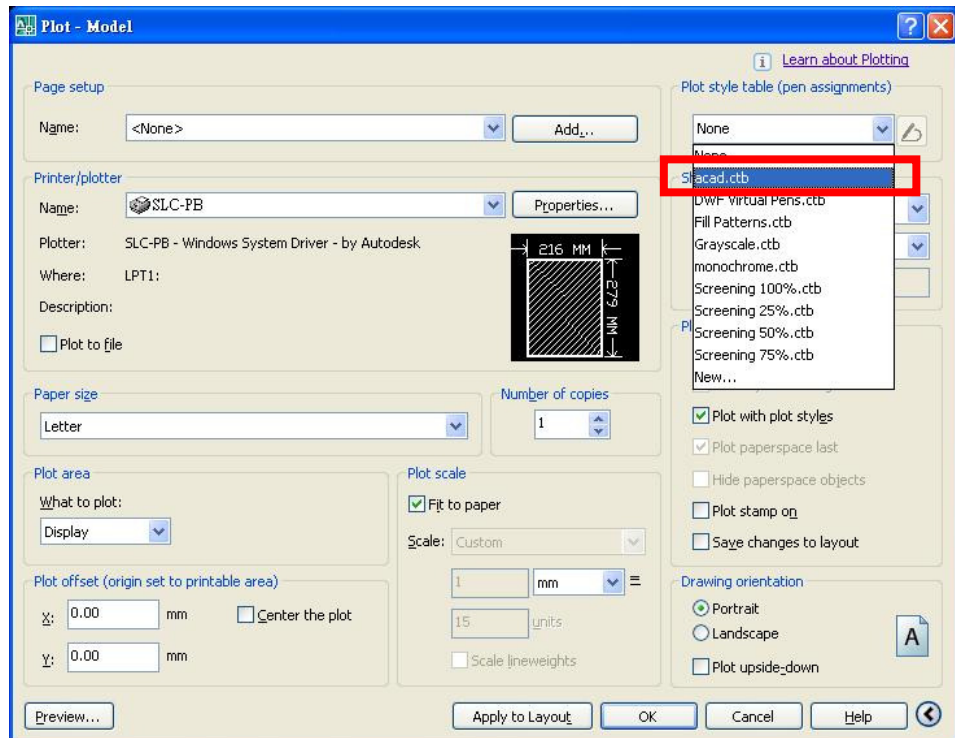 Plot - Model
Learn about Plotting
Page setup
Name:
<None>
Add...
Plot style table (pen assignments)
None
None
acad.ctb
DWF Virtual Pens.ctb
Fill Patterns.ctb
Grayscale.ctb
monochrome.ctb
Screening 100%.ctb
Screening 25%.ctb
Screening 50%.ctb
Screening 75%.ctb
New...
Printer/plotter
Name:
SLC-PB
Properties...
Plotter:
SLC-PB - Windows System Driver - by Autodesk
Where:
LPT1:
Description:
Plot to file
216 MM
279 MM
Paper size
Letter
Number of copies
1
Plot with plot styles
Plot paperspace last
Hide paperspace objects
Plot stamp on
Save changes to layout
Plot area
What to plot:
Display
Plot scale
Fit to paper
Scale:
Custom
1
mm
=
15
units
Scale lineweights
Plot offset (origin set to printable area)
X:
0.00
mm
Center the plot
Y:
0.00
mm
Drawing orientation
Portrait
Landscape
Plot upside-down
A
Preview...
Apply to Layout
OK
Cancel
Help